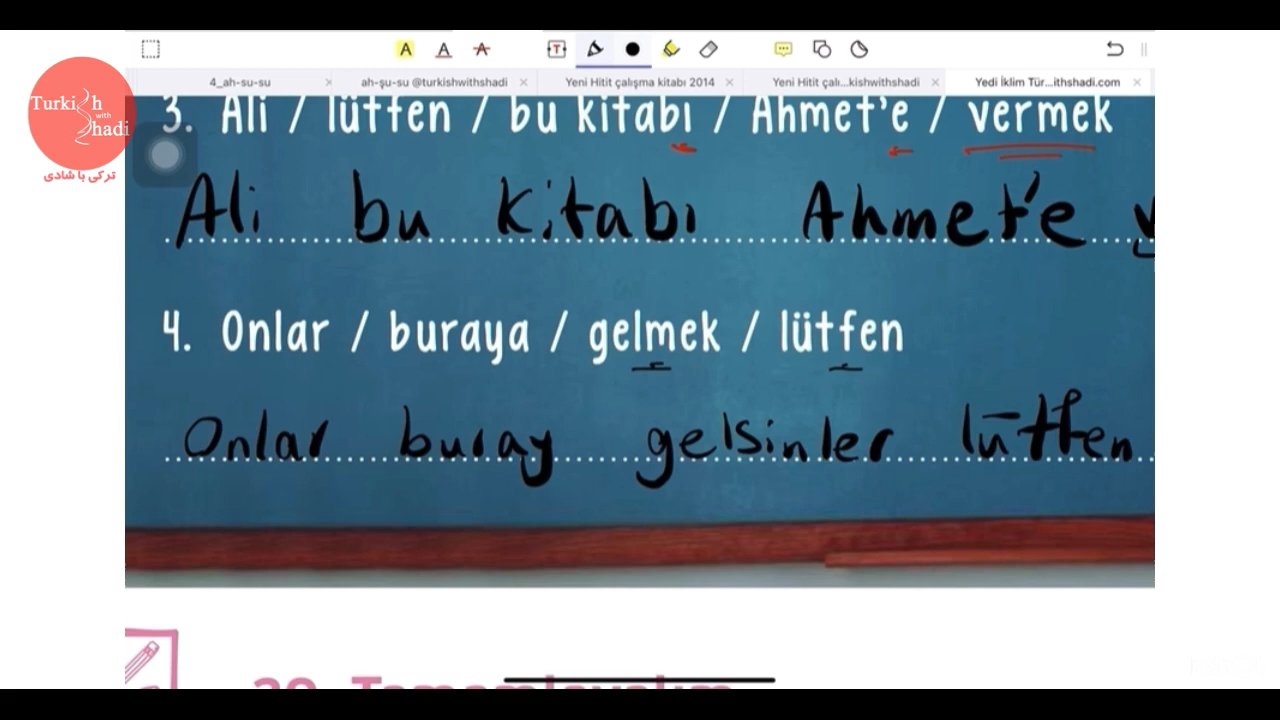 4_ah-su-su ah-şu-su @turkishwithshadi Yeni Hitit çalışma kitabı 2014 Yeni Hitit çalı...kishwithshadi Yedi İklim Tür...ithshadi.com
Turkish with Shadi
ترکی با شادی
3. Ali / lütfen / bu kitabı / Ahmet'e / vermek
Ali bu kitabı Ahmet'e
4. Onlar / buraya / gelmek / lütfen
Onlar buray gelsinler lütfen